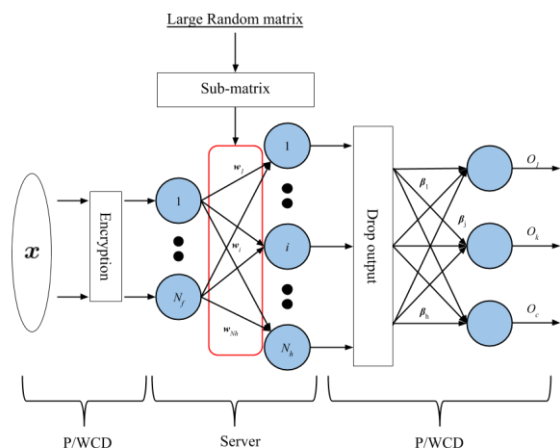 Large Random matrix
Sub-matrix
x
Encryption
1
N_f
w_1
w_i
w_Nh
1
i
N_h
Drop output
β_1
β_j
β_h
O_1
O_k
O_c
P/WCD
Server
P/WCD